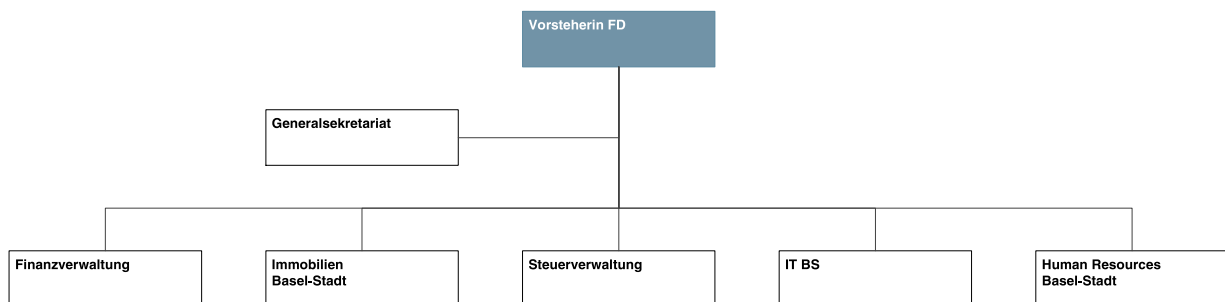 Vorsteherin FD
Generalsekretariat
Finanzverwaltung
Immobilien
Basel-Stadt
Steuerverwaltung
IT BS
Human Resources
Basel-Stadt